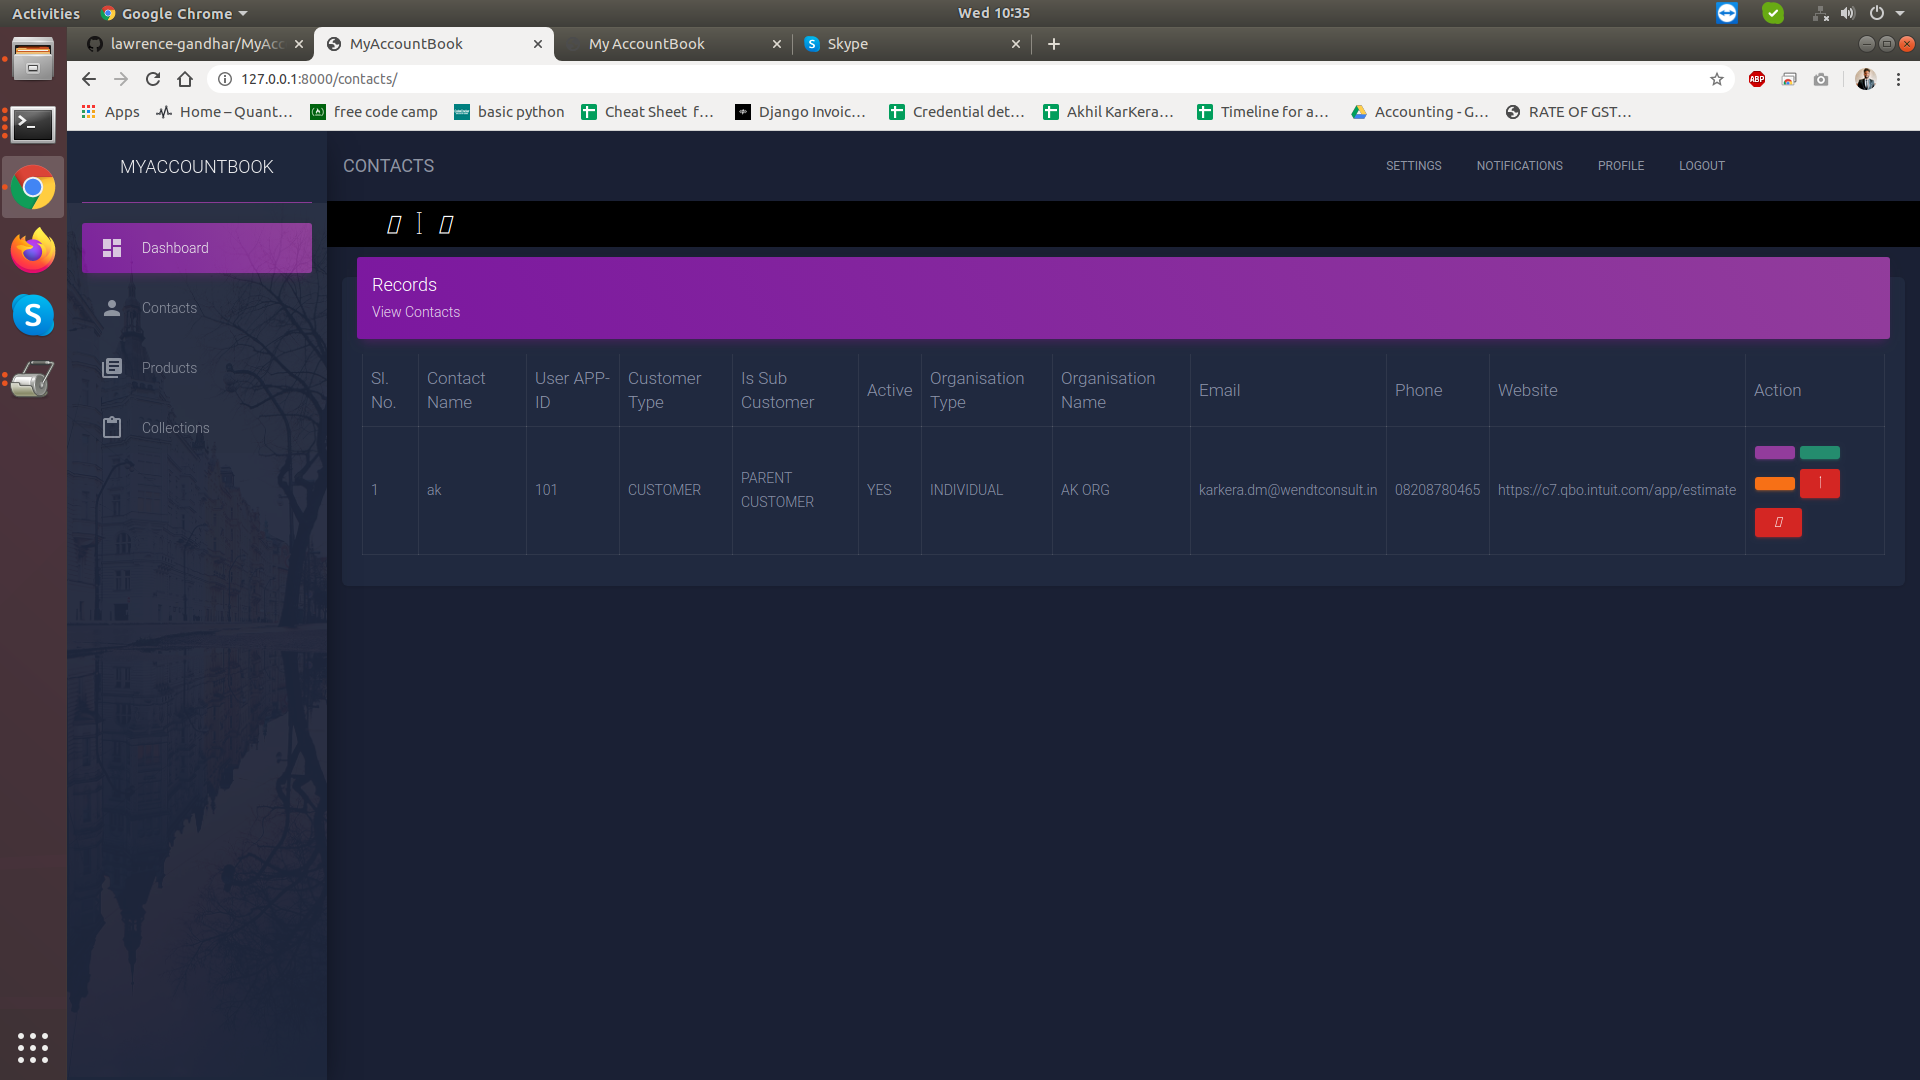 Activities Google Chrome Wed 10:35
lawrence-gandhar/MyAcc MyAccountBook My AccountBook Skype
127.0.0.1:8000/contacts/
ABP
Apps Home – Quant… free code camp basic python Cheat Sheet f… Django Invoic… Credential det… Akhil KarKera… Timeline for a… Accounting - G… RATE OF GST…
MYACCOUNTBOOK CONTACTS SETTINGS NOTIFICATIONS PROFILE LOGOUT
Dashboard
Contacts
Products
Collections
Records
View Contacts
Sl. No. Contact Name User APP-ID Customer Type Is Sub Customer Active Organisation Type Organisation Name Email Phone Website Action
1 ak 101 CUSTOMER PARENT CUSTOMER YES INDIVIDUAL AK ORG karkera.dm@wendtconsult.in 08208780465 https://c7.qbo.intuit.com/app/estimate